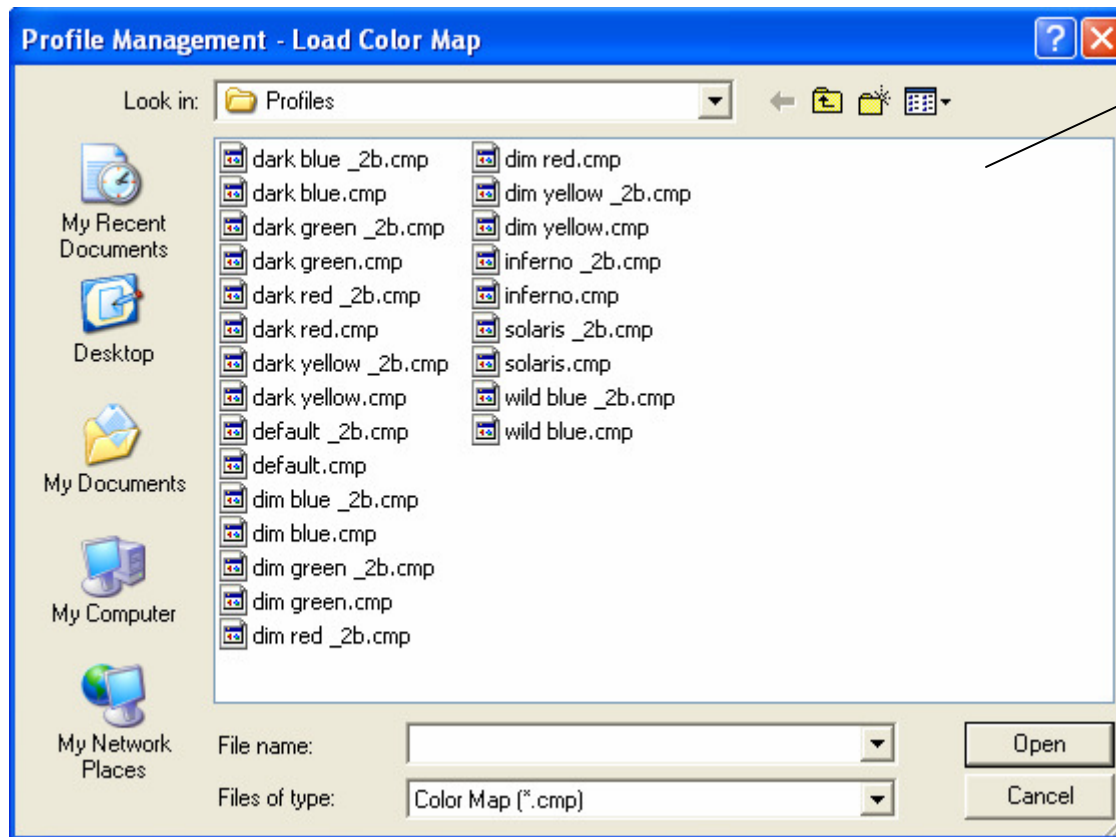 Profile Management - Load Color Map
Look in:
Profiles
My Recent
Documents
Desktop
My Documents
My Computer
My Network
Places
dark blue _2b.cmp
dark blue.cmp
dark green _2b.cmp
dark green.cmp
dark red _2b.cmp
dark red.cmp
dark yellow _2b.cmp
dark yellow.cmp
default _2b.cmp
default.cmp
dim blue _2b.cmp
dim blue.cmp
dim green _2b.cmp
dim green.cmp
dim red _2b.cmp
dim red.cmp
dim yellow _2b.cmp
dim yellow.cmp
inferno _2b.cmp
inferno.cmp
solaris _2b.cmp
solaris.cmp
wild blue _2b.cmp
wild blue.cmp
File name:
Open
Files of type:
Color Map (*.cmp)
Cancel